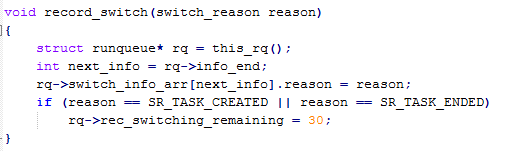 void record_switch(switch_reason reason)
{
    struct runqueue* rq = this_rq();
    int next_info = rq->info_end;
    rq->switch_info_arr[next_info].reason = reason;
    if (reason == SR_TASK_CREATED || reason == SR_TASK_ENDED)
        rq->rec_switching_remaining = 30;
}